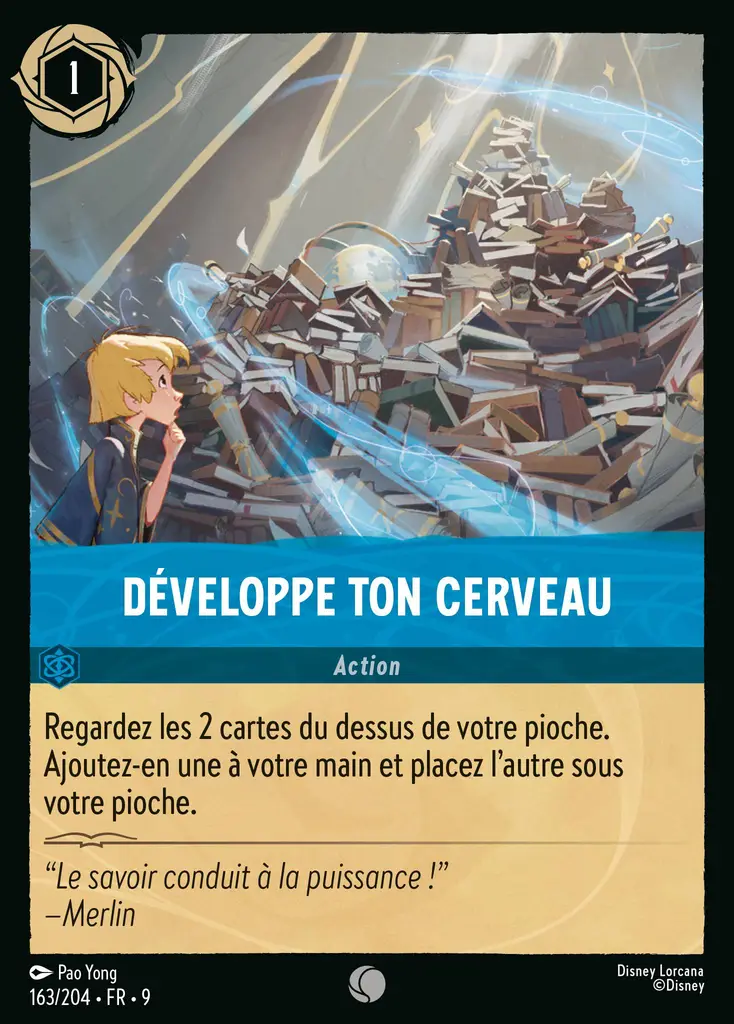 1
DÉVELOPPE TON CERVEAU
Action
Regardez les 2 cartes du dessus de votre pioche.
Ajoutez-en une à votre main et placez l’autre sous
votre pioche.
“Le savoir conduit à la puissance !”
–Merlin
Pao Yong
Disney Lorcana
163/204 • FR • 9
©Disney